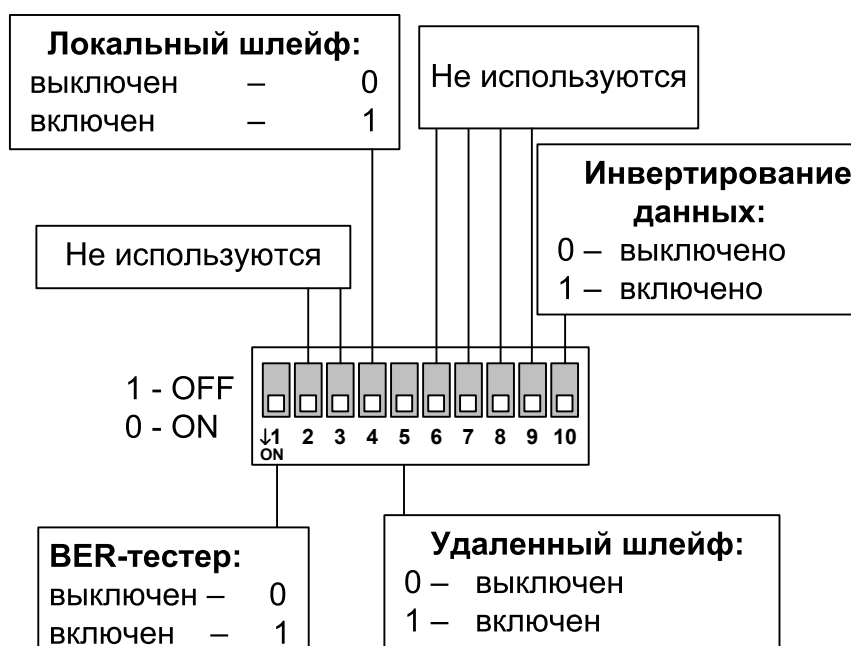 Локальный шлейф:
выключен – 0
включен – 1
Не используются
Инвертирование
данных:
0 – выключено
1 – включено
Не используются
1 - OFF
0 - ON
↓1 2 3 4 5 6 7 8 9 10
ON
BER-тестер:
выключен – 0
включен – 1
Удаленный шлейф:
0 – выключен
1 – включен